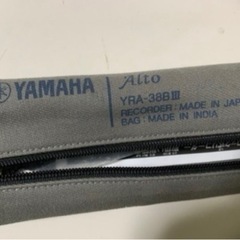 YAMAHA Alto
YRA-38BIII
RECORDER: MADE IN JAP
BAG: MADE IN INDIA